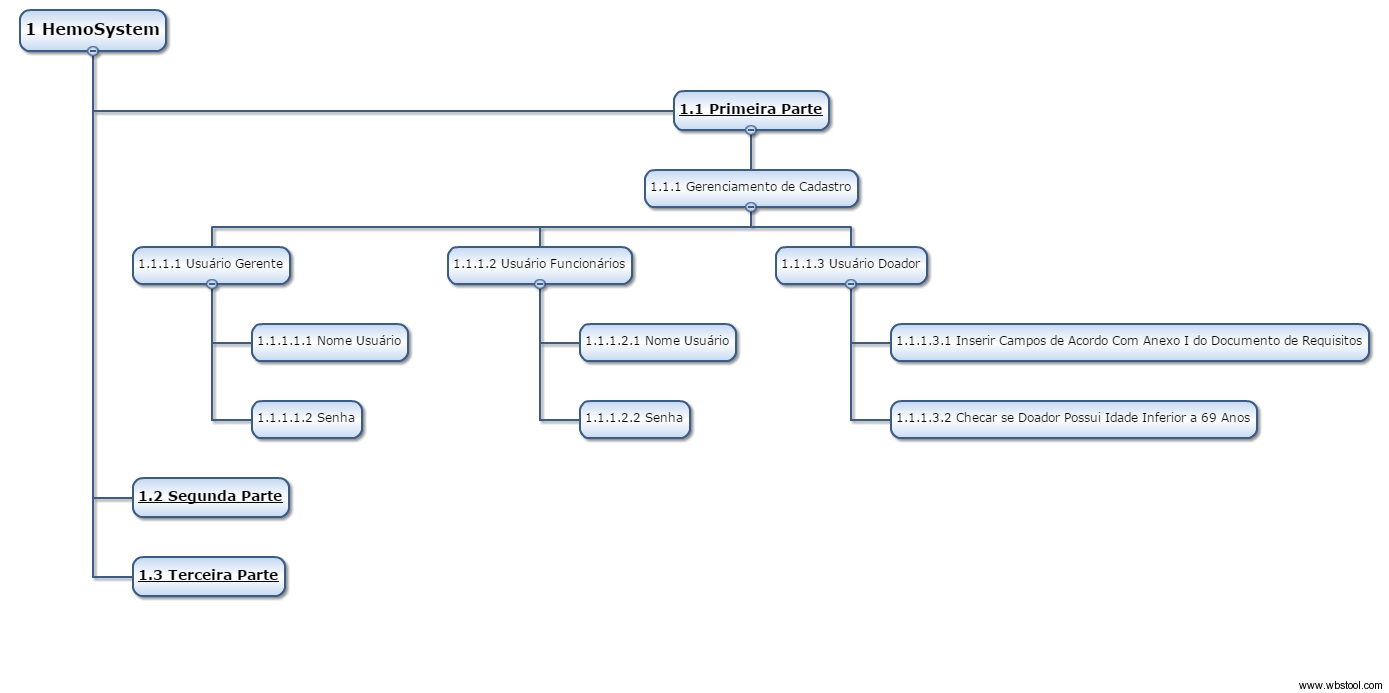 1 HemoSystem
1.1 Primeira Parte
1.1.1 Gerenciamento de Cadastro
1.1.1.1 Usuário Gerente
1.1.1.2 Usuário Funcionários
1.1.1.3 Usuário Doador
1.1.1.1.1 Nome Usuário
1.1.1.2.1 Nome Usuário
1.1.1.3.1 Inserir Campos de Acordo Com Anexo I do Documento de Requisitos
1.1.1.1.2 Senha
1.1.1.2.2 Senha
1.1.1.3.2 Checar se Doador Possui Idade Inferior a 69 Anos
1.2 Segunda Parte
1.3 Terceira Parte
www.wbstool.com